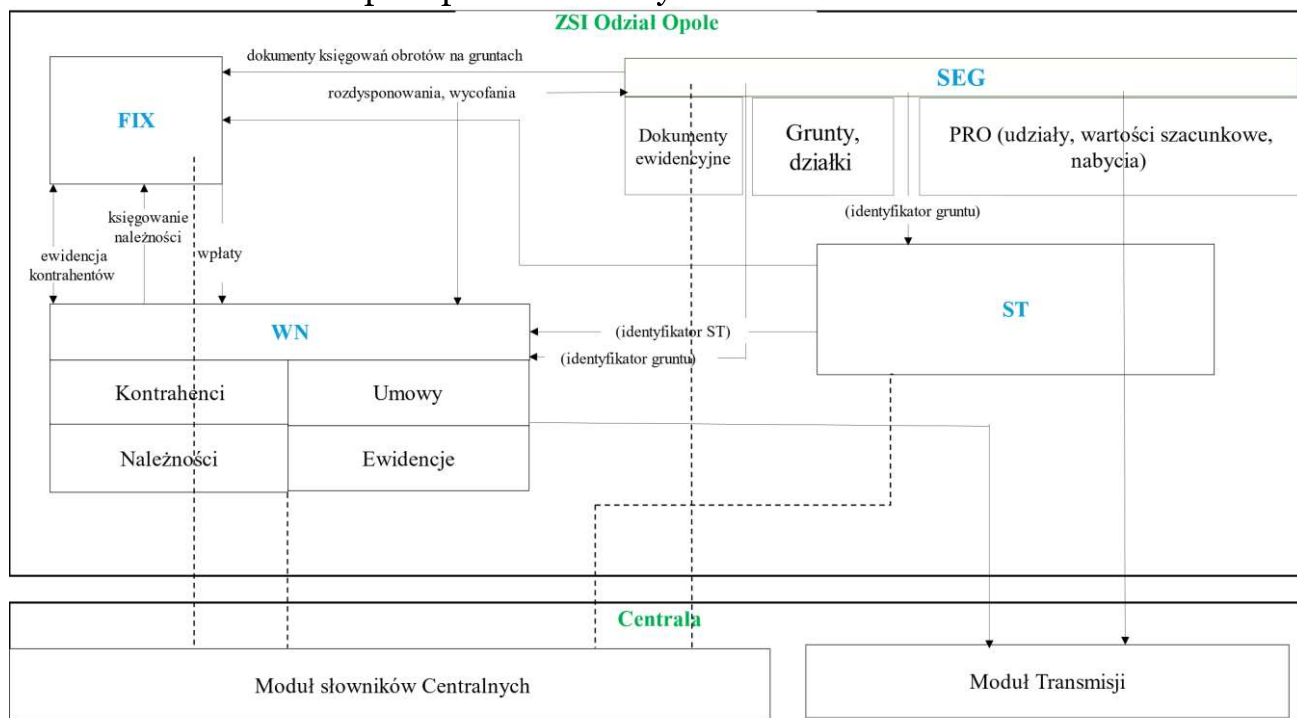 ZSI Odział Opole
dokumenty księgowań obrotów na gruntach
SEG
FIX
rozdysponowania, wycofania
Dokumenty
ewidencyjne
Grunty,
działki
PRO (udziały, wartości szacunkowe,
nabycia)
księgowanie
należności
(identyfikator gruntu)
ewidencja
kontrahentów
wpłaty
ST
WN
(identyfikator ST)
(identyfikator gruntu)
Kontrahenci
Umowy
Należności
Ewidencje
Centrala
Moduł słowników Centralnych
Moduł Transmisji